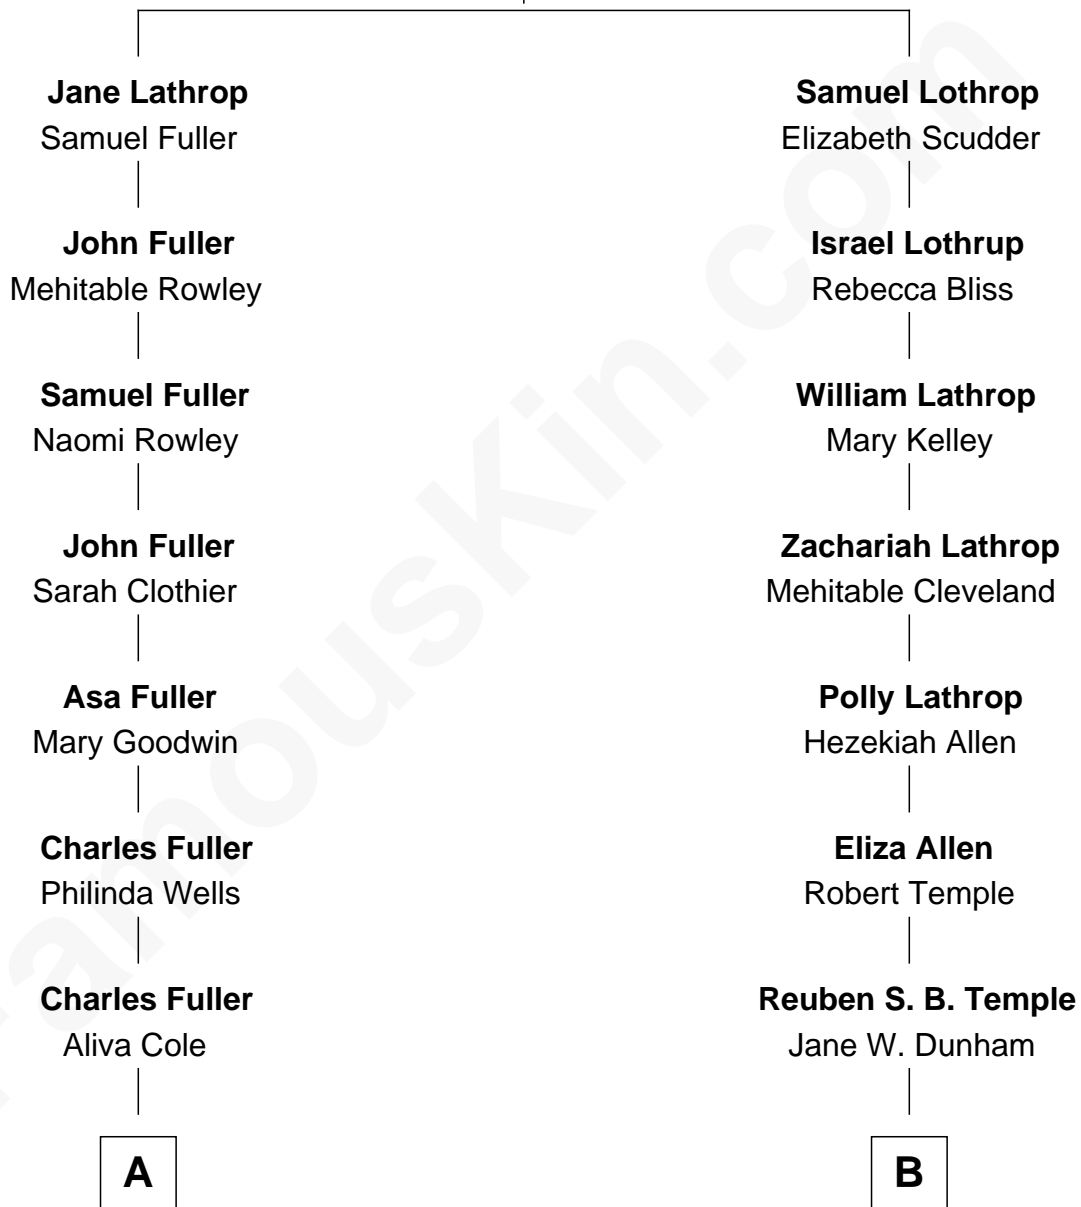 Jane Lathrop
Samuel Fuller
John Fuller
Mehitable Rowley
Samuel Fuller
Naomi Rowley
John Fuller
Sarah Clothier
Asa Fuller
Mary Goodwin
Charles Fuller
Philinda Wells
Charles Fuller
Aliva Cole
A
Samuel Lothrop
Elizabeth Scudder
Israel Lothrup
Rebecca Bliss
William Lathrop
Mary Kelley
Zachariah Lathrop
Mehitable Cleveland
Polly Lathrop
Hezekiah Allen
Eliza Allen
Robert Temple
Reuben S. B. Temple
Jane W. Dunham
B
FamousKin.com